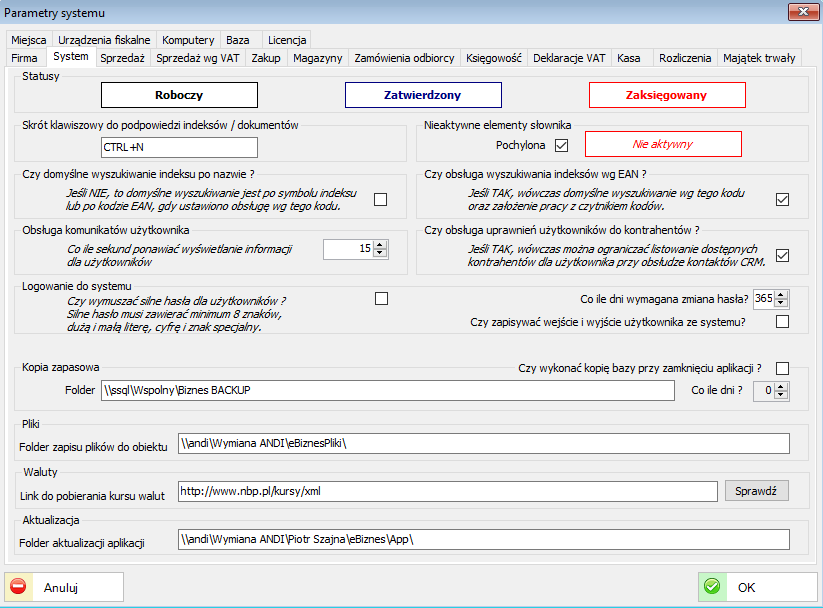 Parametry systemu
Miejsca Urządzenia fiskalne Komputery Baza Licencja
Firma System Sprzedaż Sprzedaż wg VAT Zakup Magazyny Zamówienia odbiorcy Księgowość Deklaracje VAT Kasa Rozliczenia Majątek trwały
Statusy
Roboczy Zatwierdzony Zaksięgowany
Skrót klawiszowy do podpowiedzi indeksów / dokumentów
CTRL+N
Nieaktywne elementy słownika
Pochylona Nie aktywny
Czy domyślne wyszukiwanie indeksu po nazwie ?
Jeśli NIE, to domyślne wyszukiwanie jest po symbolu indeksu
lub po kodzie EAN, gdy ustawiono obsługę wg tego kodu.
Czy obsługa wyszukiwania indeksów wg EAN ?
Jeśli TAK, wówczas domyślne wyszukiwanie wg tego kodu
oraz założenie pracy z czytnikiem kodów.
Obsługa komunikatów użytkownika
Co ile sekund ponawiać wyświetlanie informacji
dla użytkowników
15
Czy obsługa uprawnień użytkowników do kontrahentów ?
Jeśli TAK, wówczas można ograniczać listowanie dostępnych
kontrahentów dla użytkownika przy obsłudze kontaktów CRM.
Logowanie do systemu
Czy wymuszać silne hasła dla użytkowników ?
Silne hasło musi zawierać minimum 8 znaków,
dużą i małą literę, cyfrę i znak specjalny.
Co ile dni wymagana zmiana hasła? 365
Czy zapisywać wejście i wyjście użytkownika ze systemu?
Kopia zapasowa
Czy wykonać kopię bazy przy zamknięciu aplikacji ?
Folder \\ssql\Wspolny\Biznes BACKUP Co ile dni ? 0
Pliki
Folder zapisu plików do obiektu \\andi\Wymiana ANDI\eBiznesPliki\
Waluty
Link do pobierania kursu walut http://www.nbp.pl/kursy/xml Sprawdź
Aktualizacja
Folder aktualizacji aplikacji \\andi\Wymiana ANDI\Piotr Szajna\eBiznes\App\
Anuluj OK